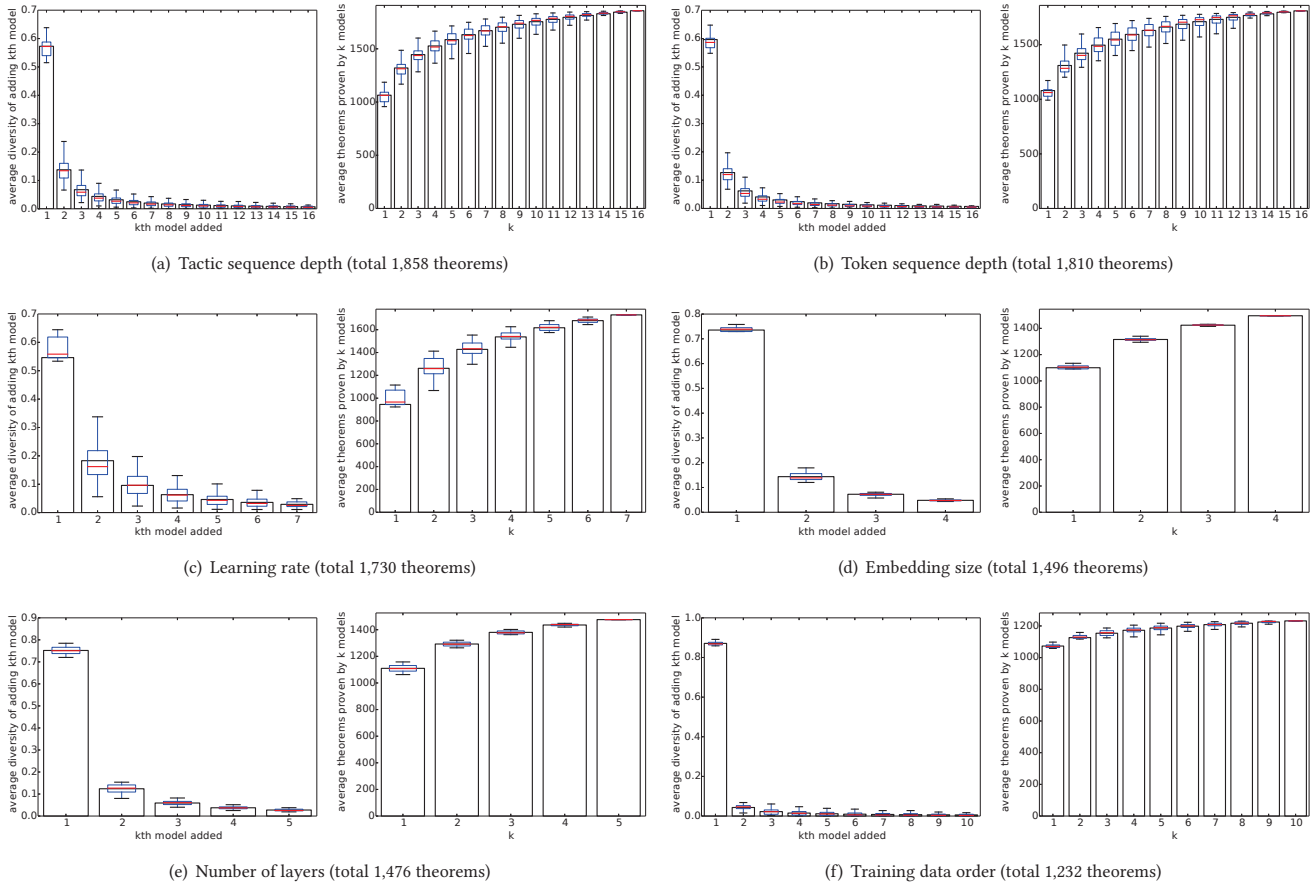 average diversity of adding kth model
0.7
0.6
0.5
0.4
0.3
0.2
0.1
0.0
1 2 3 4 5 6 7 8 9 10 11 12 13 14 15 16
kth model added
average theorems proven by k models
1500
1000
500
0
1 2 3 4 5 6 7 8 9 10 11 12 13 14 15 16
k
(a) Tactic sequence depth (total 1,858 theorems)
average diversity of adding kth model
0.7
0.6
0.5
0.4
0.3
0.2
0.1
0.0
1 2 3 4 5 6 7 8 9 10 11 12 13 14 15 16
kth model added
average theorems proven by k models
1500
1000
500
0
1 2 3 4 5 6 7 8 9 10 11 12 13 14 15 16
k
(b) Token sequence depth (total 1,810 theorems)
average diversity of adding kth model
0.7
0.6
0.5
0.4
0.3
0.2
0.1
0.0
1 2 3 4 5 6 7
kth model added
average theorems proven by k models
1600
1400
1200
1000
800
600
400
200
0
1 2 3 4 5 6 7
k
(c) Learning rate (total 1,730 theorems)
average diversity of adding kth model
0.8
0.7
0.6
0.5
0.4
0.3
0.2
0.1
0.0
1 2 3 4
kth model added
average theorems proven by k models
1400
1200
1000
800
600
400
200
0
1 2 3 4
k
(d) Embedding size (total 1,496 theorems)
average diversity of adding kth model
0.9
0.8
0.7
0.6
0.5
0.4
0.3
0.2
0.1
0.0
1 2 3 4 5
kth model added
average theorems proven by k models
1400
1200
1000
800
600
400
200
0
1 2 3 4 5
k
(e) Number of layers (total 1,476 theorems)
average diversity of adding kth model
1.0
0.8
0.6
0.4
0.2
0.0
1 2 3 4 5 6 7 8 9 10
kth model added
average theorems proven by k models
1200
1000
800
600
400
200
0
1 2 3 4 5 6 7 8 9 10
k
(f) Training data order (total 1,232 theorems)